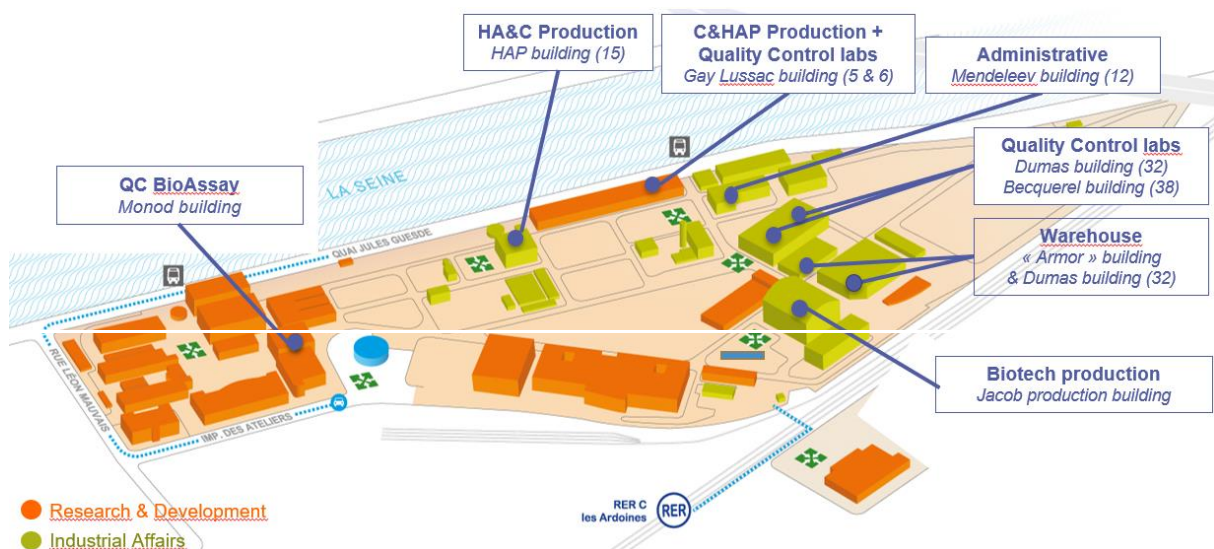 HA&C Production
HAP building (15)
C&HAP Production +
Quality Control labs
Gay Lussac building (5 & 6)
Administrative
Mendeleev building (12)
Quality Control labs
Dumas building (32)
Becquerel building (38)
QC BioAssay
Monod building
LA SEINE
QUAI JULES GUESDE
Warehouse
« Armor » building
& Dumas building (32)
Biotech production
Jacob production building
RUE LÉON MAUVAIS
IMP. DES ATELIERS
RER C
les Ardoines
RER
Research & Development
Industrial Affairs